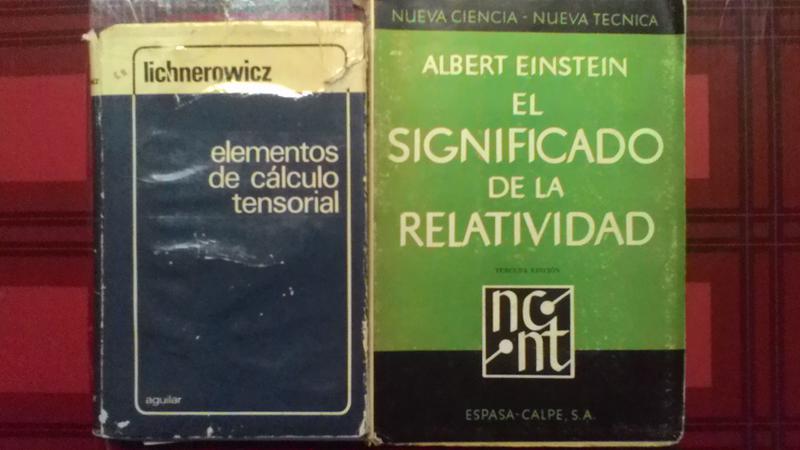 lichnerowicz
elementos
de cálculo
tensorial
aguilar
NUEVA CIENCIA - NUEVA TECNICA
ALBERT EINSTEIN
EL
SIGNIFICADO
DE LA
RELATIVIDAD
TERCERA EDICIÓN
nc
nt
ESPASA-CALPE, S.A.